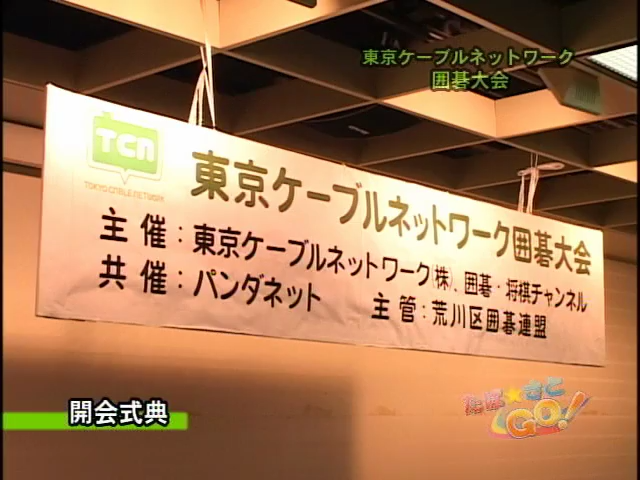 東京ケーブルネットワーク
囲碁大会
TCN
TOKYO CABLE NETWORK
東京ケーブルネットワーク囲碁大会
主催：東京ケーブルネットワーク(株)、囲碁・将棋チャンネル
共催：パンダネット 主管：荒川区囲碁連盟
開会式典
GO!